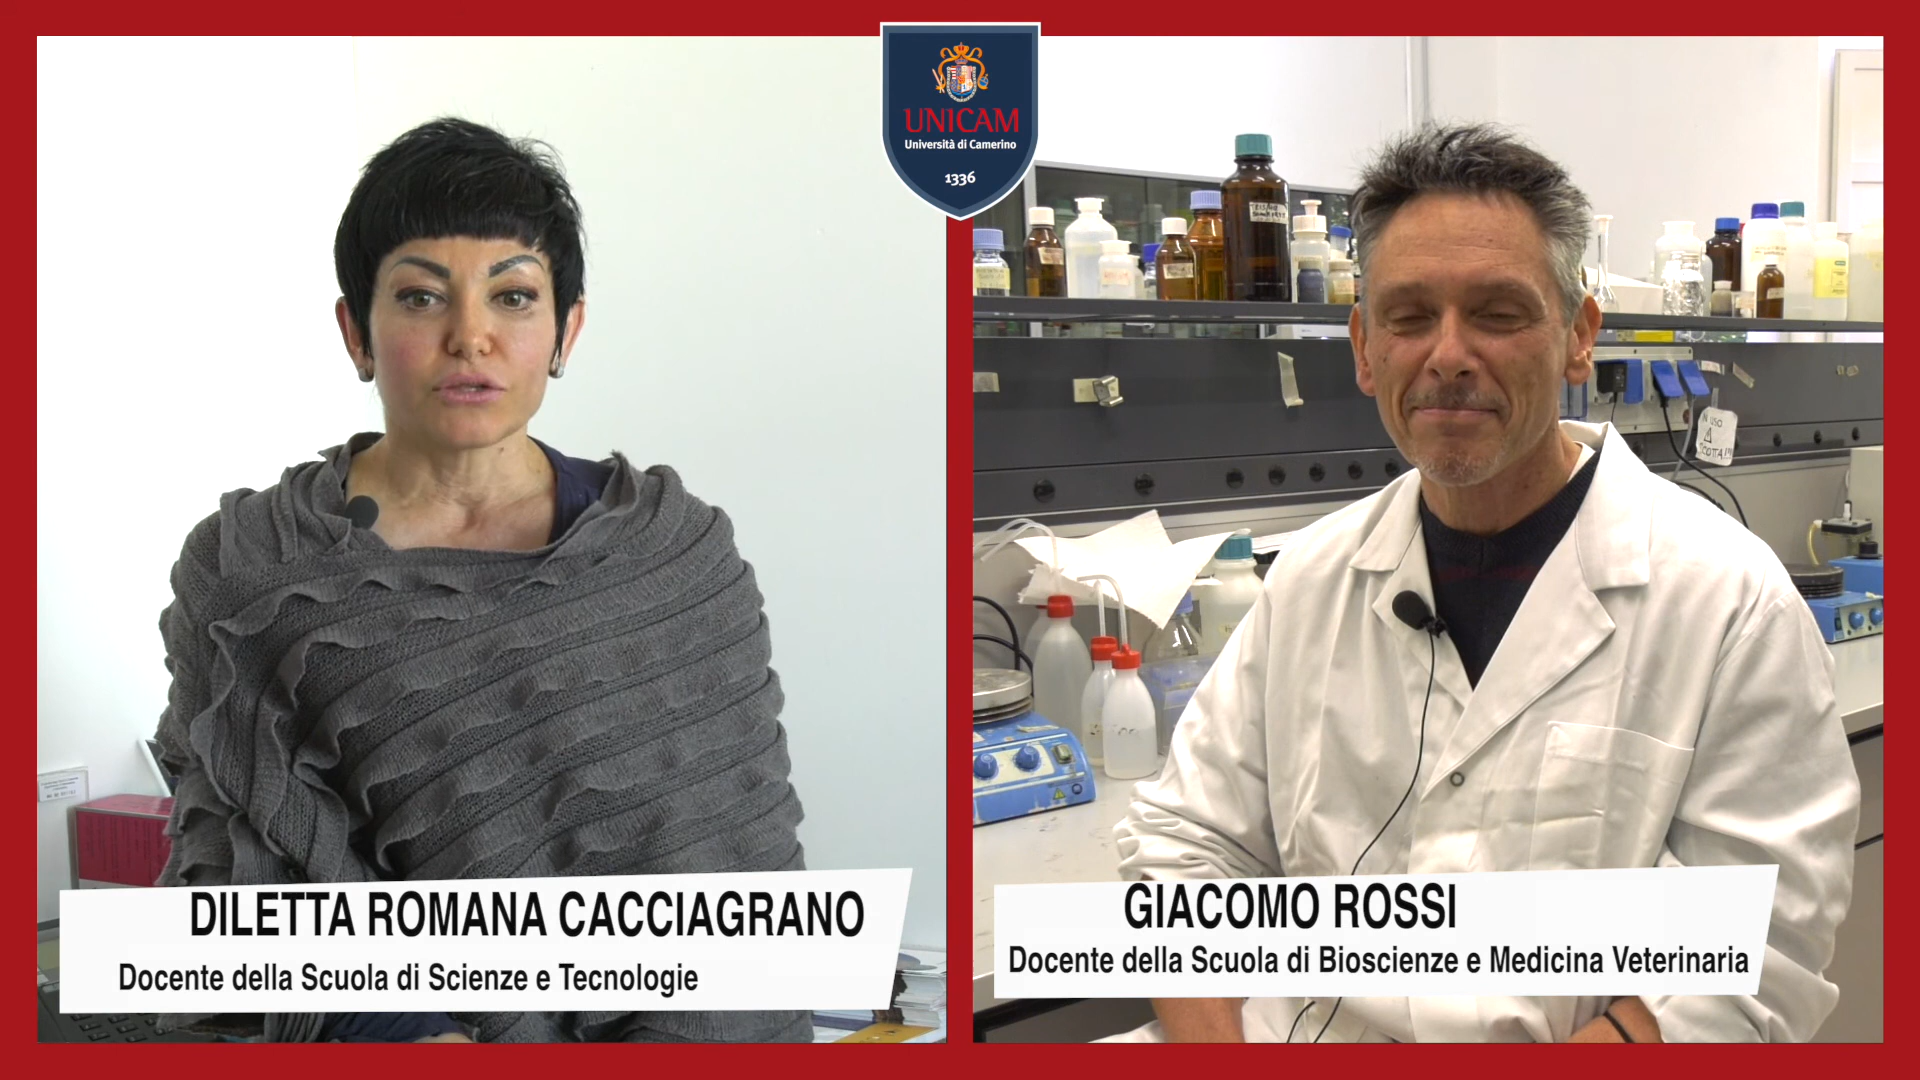 UNICAM
Università di Camerino
1336
DILETTA ROMANA CACCIAGRANO
Docente della Scuola di Scienze e Tecnologie
GIACOMO ROSSI
Docente della Scuola di Bioscienze e Medicina Veterinaria